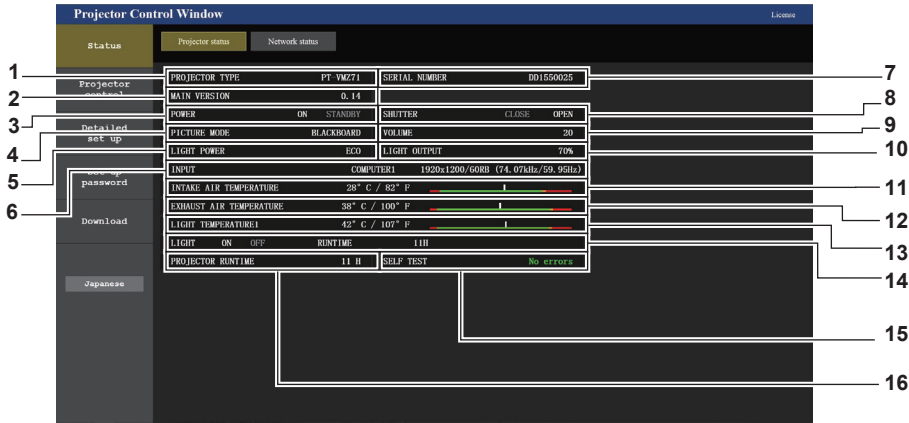 Projector Control Window License
Status
Projector status Network status
1 PROJECTOR TYPE PT-VMZ71 SERIAL NUMBER DD1550025 7
Projector
control
2 MAIN VERSION 0.14
3 POWER ON STANDBY SHUTTER CLOSE OPEN 8
Detailed
set up
4 PICTURE MODE BLACKBOARD VOLUME 20 9
5 LIGHT POWER ECO LIGHT OUTPUT 70% 10
password
6 INPUT COMPUTER1 1920x1200/60RB (74.07kHz/59.95Hz)
INTAKE AIR TEMPERATURE 28° C / 82° F 11
EXHAUST AIR TEMPERATURE 38° C / 100° F 12
Download
LIGHT TEMPERATURE1 42° C / 107° F 13
LIGHT ON OFF RUNTIME 11H 14
PROJECTOR RUNTIME 11 H SELF TEST No errors
Japanese
15
16